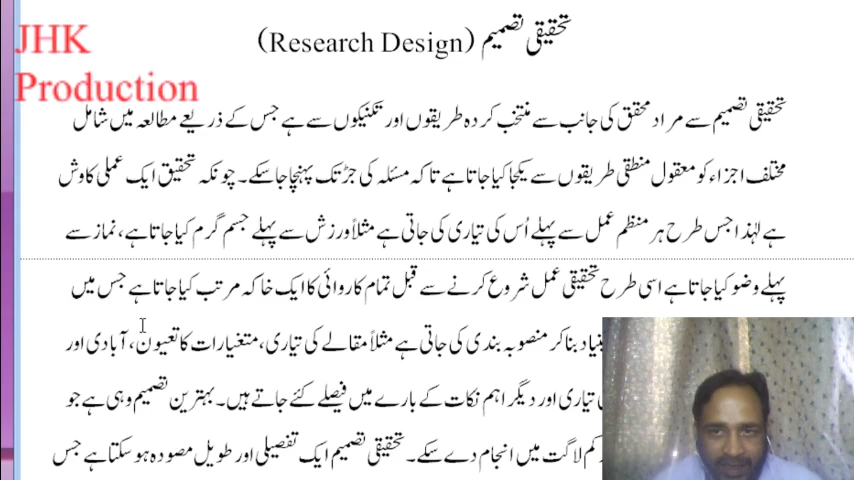 تحقیقی تصمیم (Research Design)
JHK
Production
تحقیقی تصمیم سے مراد محقق کی جانب سے منتخب کردہ طریقوں اور تکنیکوں سے ہے جس کے ذریعے مطالعہ میں شامل
مختلف اجزاء کو معقول منطقی طریقوں سے یکجا کیا جاتا ہے تاکہ مسئلہ کی جڑ تک پہنچا جا سکے۔ چونکہ تحقیق ایک عملی کاوش
ہے لہٰذا جس طرح ہر منظم عمل سے پہلے اُس کی تیاری کی جاتی ہے مثلاً ورزش سے پہلے جسم گرم کیا جاتا ہے، نماز سے
پہلے وضو کیا جاتا ہے اسی طرح تحقیقی عمل شروع کرنے سے قبل تمام کاروائی کا ایک خاکہ مرتب کیا جاتا ہے جس میں
بنا کر منصوبہ بندی کی جاتی ہے مثلاً مقالے کی تیاری، متغیارات کا تعیون، آبادی اور
تیاری اور دیگر اہم نکات کے بارے میں فیصلے کئے جاتے ہیں۔ بہترین تصمیم وہی ہے جو
کم لاگت میں انجام دے سکے۔ تحقیقی تصمیم ایک تفصیلی اور طویل مصودہ ہو سکتا ہے جس